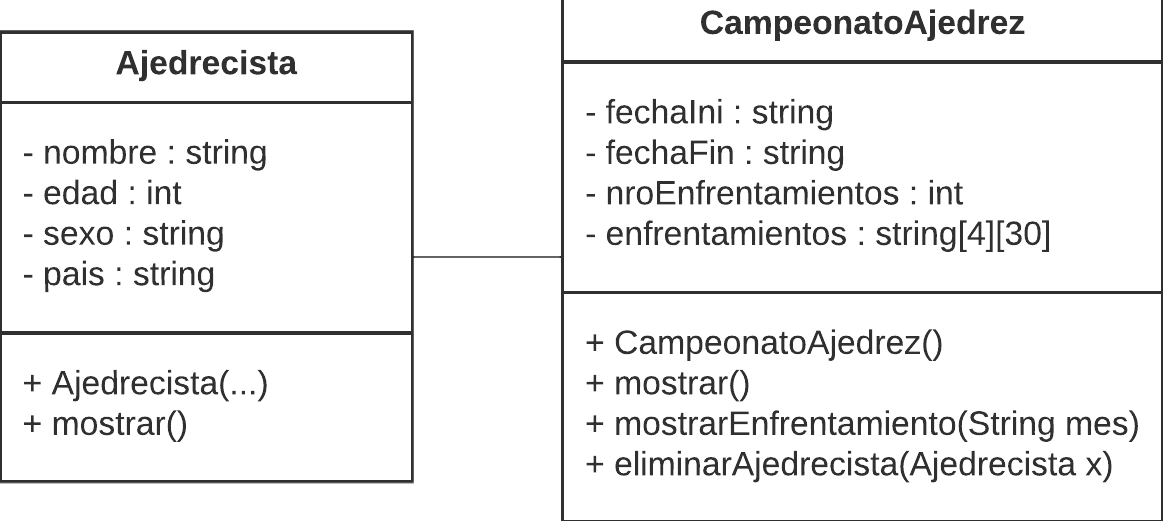 Ajedrecista
- nombre : string
- edad : int
- sexo : string
- pais : string
+ Ajedrecista(...)
+ mostrar()
CampeonatoAjedrez
- fechaIni : string
- fechaFin : string
- nroEnfrentamientos : int
- enfrentamientos : string[4][30]
+ CampeonatoAjedrez()
+ mostrar()
+ mostrarEnfrentamiento(String mes)
+ eliminarAjedrecista(Ajedrecista x)